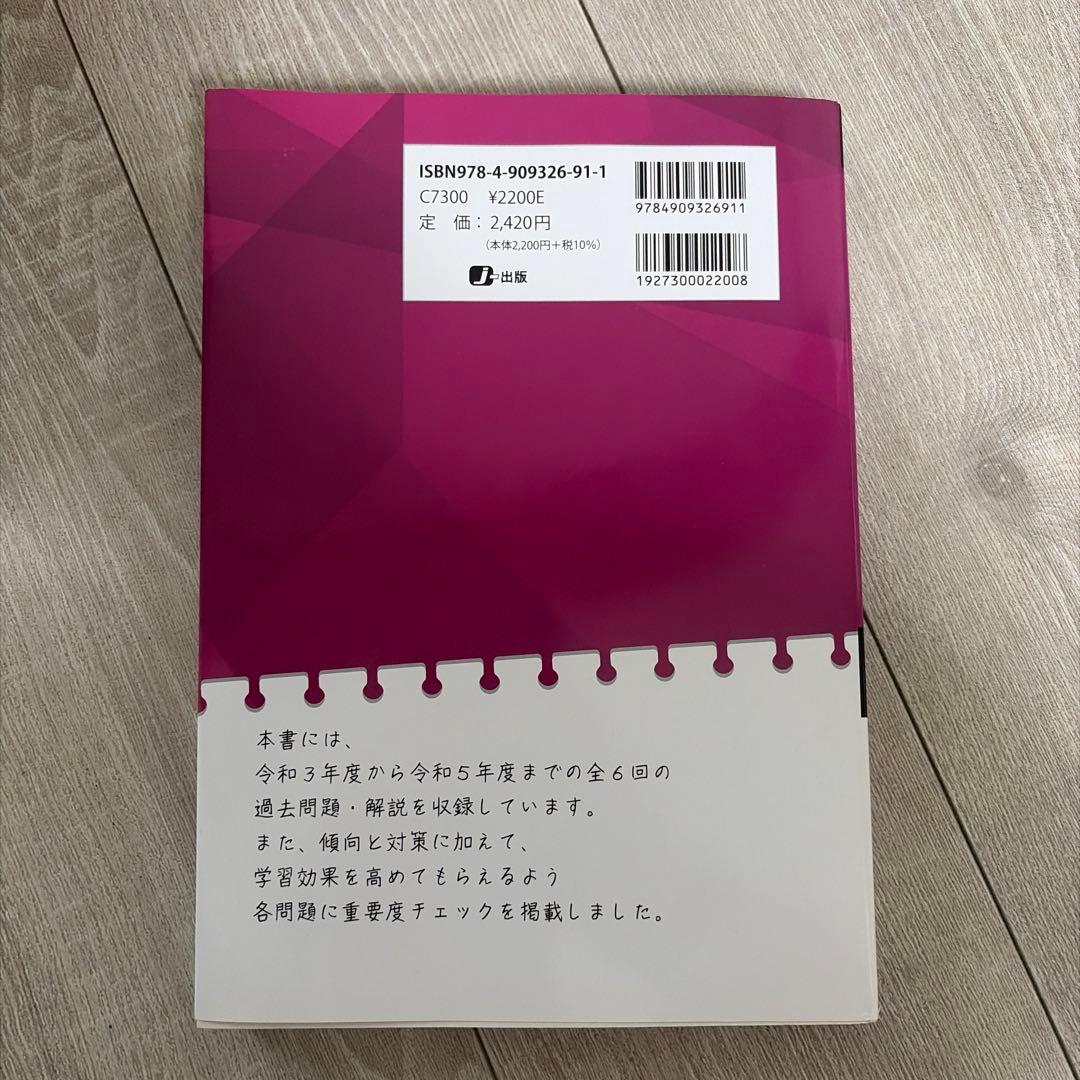 ISBN978-4-909326-91-1
C7300 ¥2200E
定 価：2,420円
（本体2,200円＋税10%）
J 出版
9784909326911
1927300022008
本書には、
令和3年度から令和5年度までの全6回の
過去問題・解説を収録しています。
また、傾向と対策に加えて、
学習効果を高めてもらえるよう
各問題に重要度チェックを掲載しました。